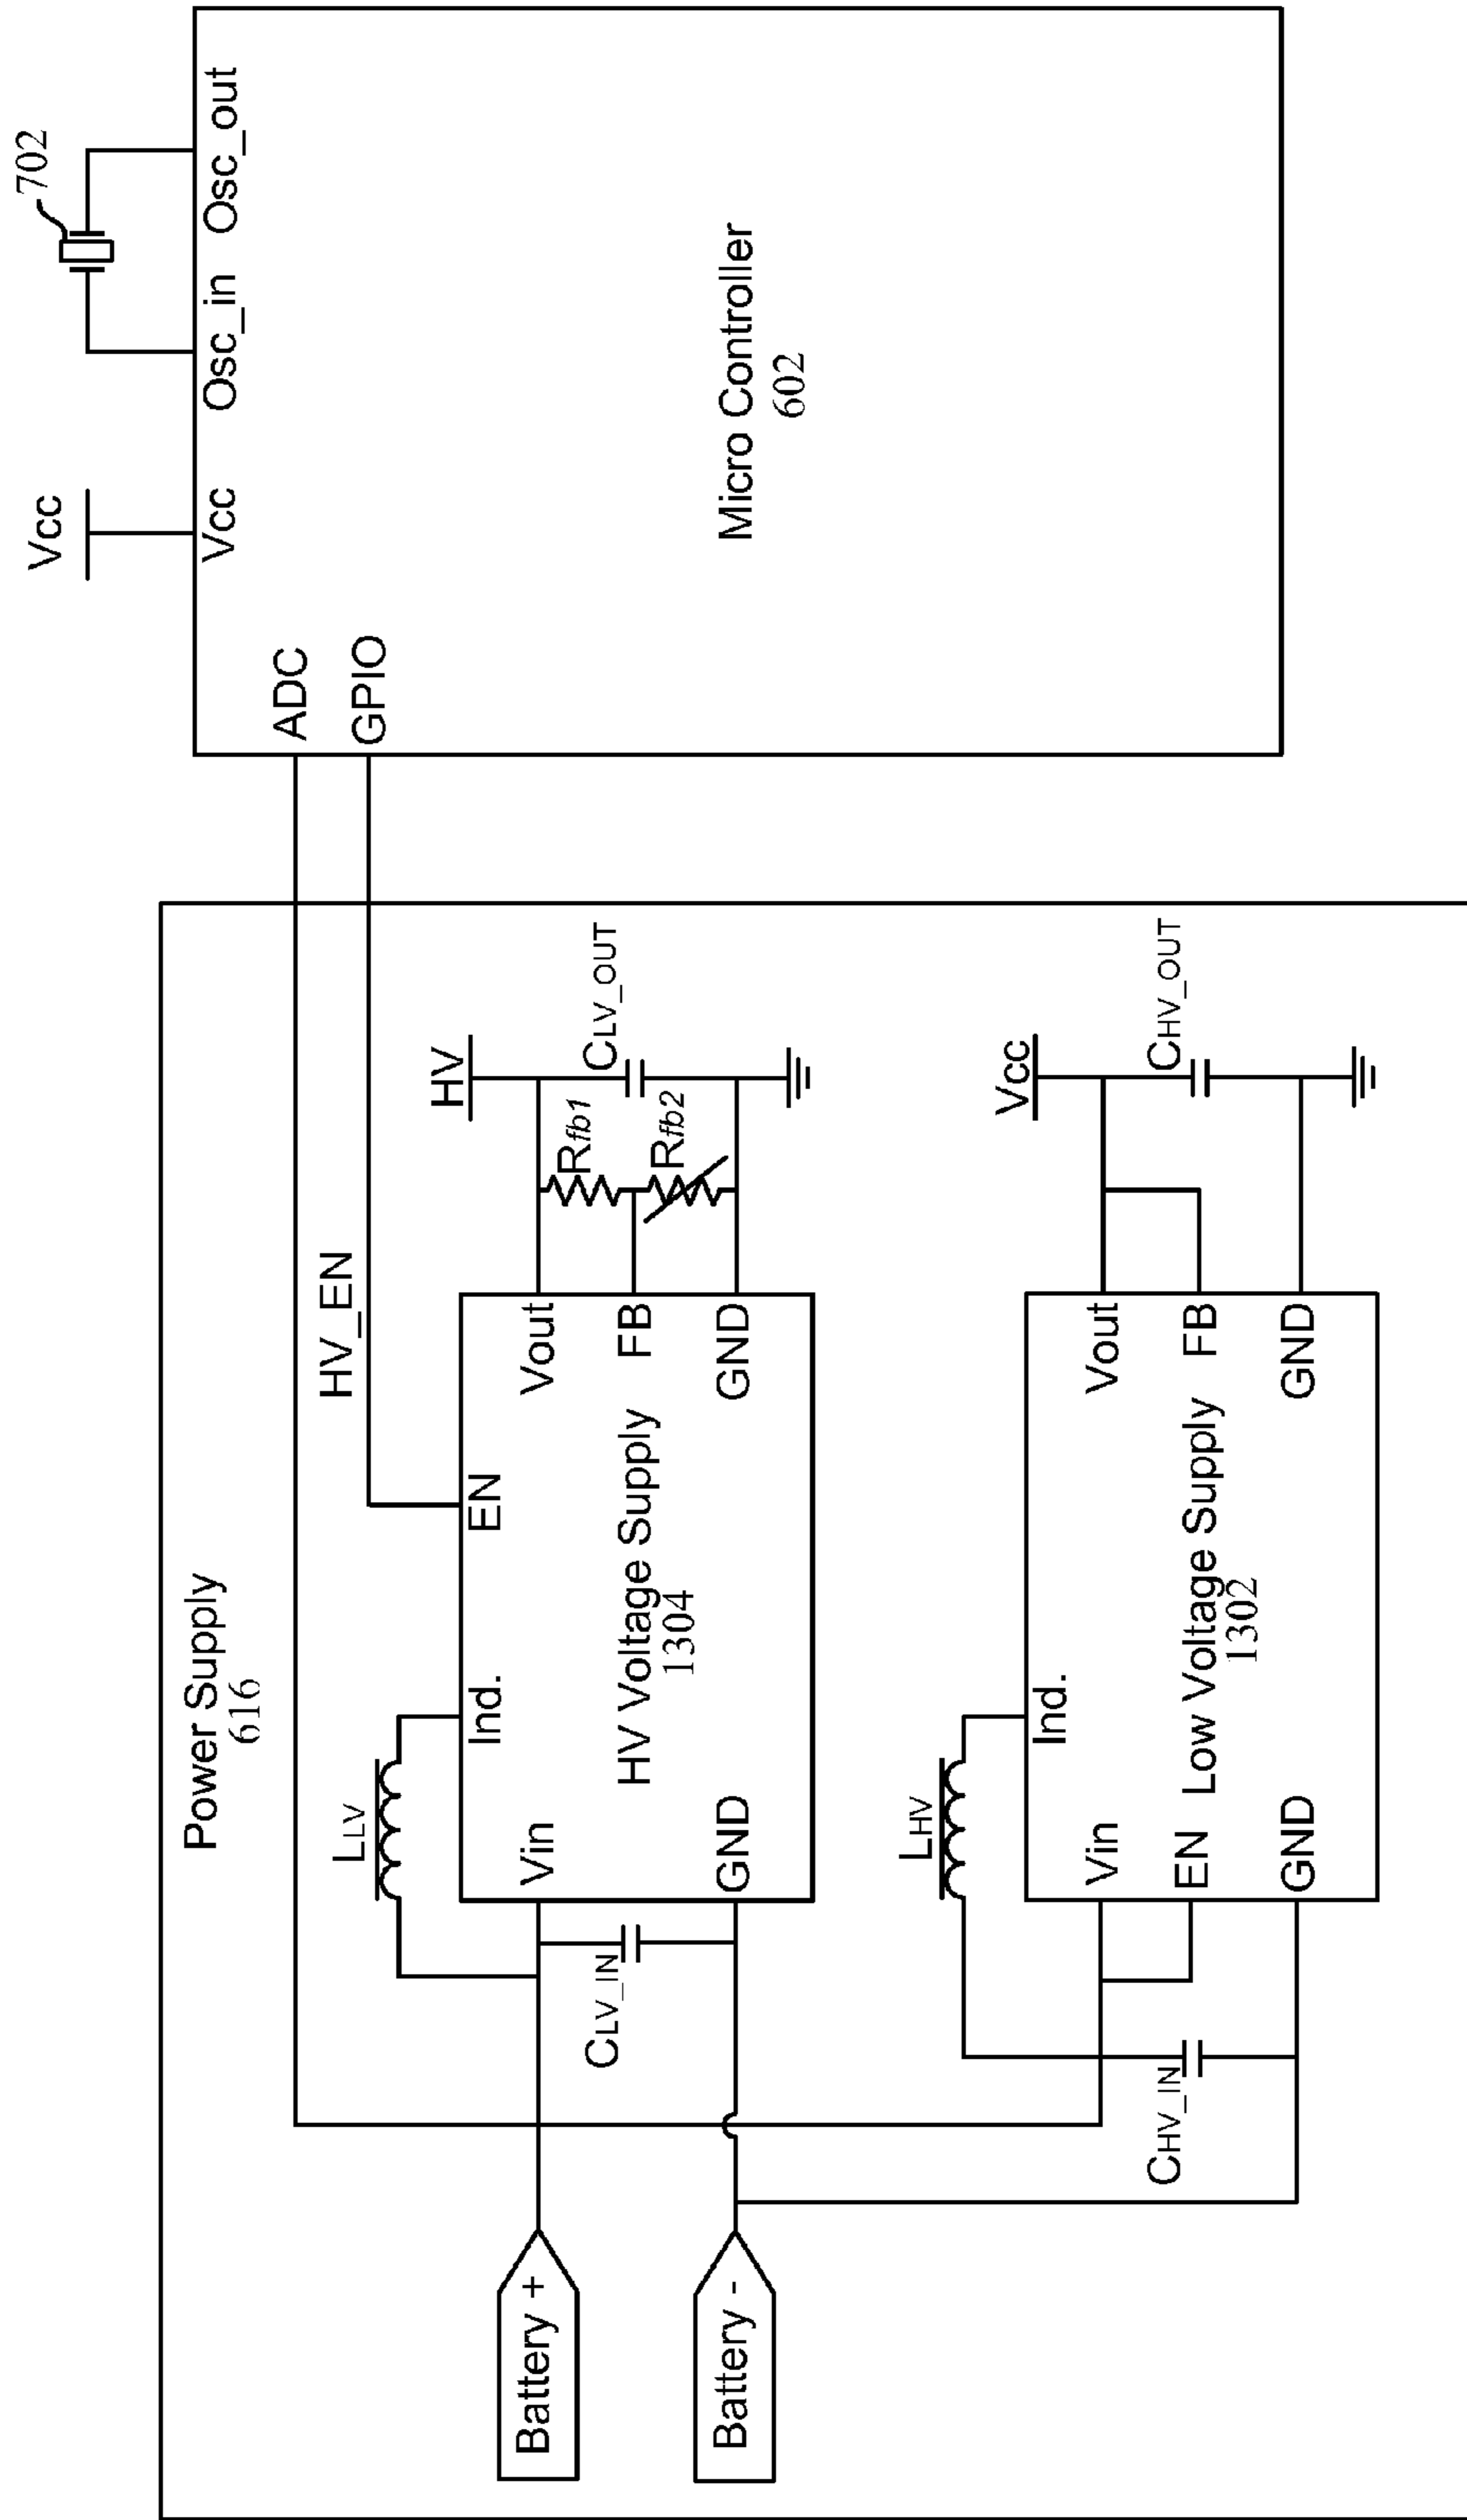 Power Supply
616
Battery +
Battery -
LLV
CLV_IN
Vin
GND
Ind.
EN
HV Voltage Supply
1304
Vout
FB
GND
HV_EN
HV
Rfb1
Rfb2
CLV_OUT
LHV
CHV_IN
Vin
EN
GND
Ind.
Low Voltage Supply
1302
Vout
FB
GND
Vcc
CHV_OUT
ADC
GPIO
Vcc
Vcc
Osc_in
Osc_out
702
Micro Controller
602